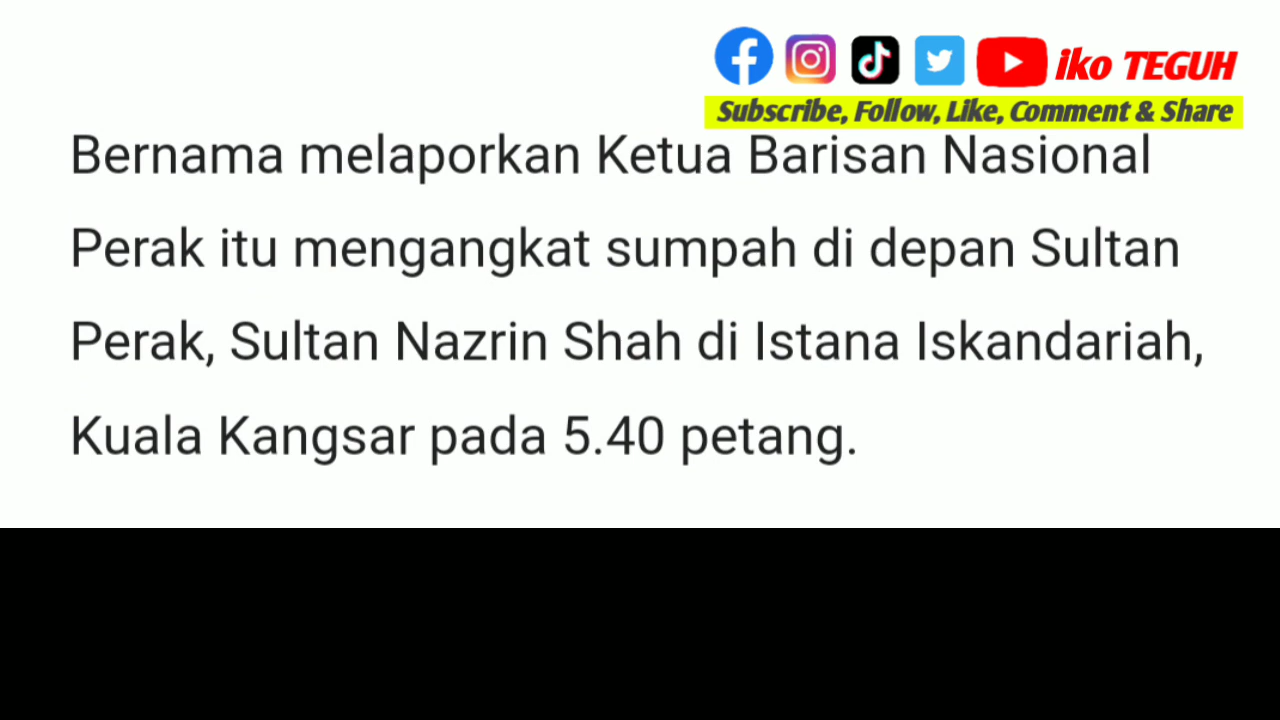 iko TEGUH
Subscribe, Follow, Like, Comment & Share
Bernama melaporkan Ketua Barisan Nasional
Perak itu mengangkat sumpah di depan Sultan
Perak, Sultan Nazrin Shah di Istana Iskandariah,
Kuala Kangsar pada 5.40 petang.